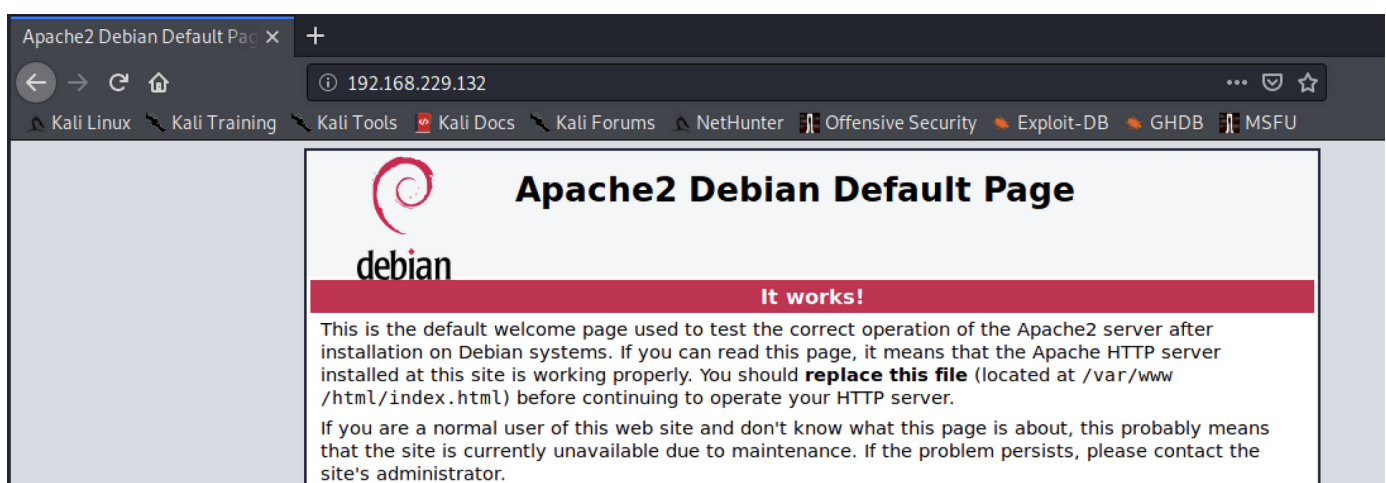 Apache2 Debian Default Pag
192.168.229.132
Kali Linux Kali Training Kali Tools Kali Docs Kali Forums NetHunter Offensive Security Exploit-DB GHDB MSFU
debian
Apache2 Debian Default Page
It works!
This is the default welcome page used to test the correct operation of the Apache2 server after
installation on Debian systems. If you can read this page, it means that the Apache HTTP server
installed at this site is working properly. You should replace this file (located at /var/www
/html/index.html) before continuing to operate your HTTP server.
If you are a normal user of this web site and don't know what this page is about, this probably means
that the site is currently unavailable due to maintenance. If the problem persists, please contact the
site's administrator.